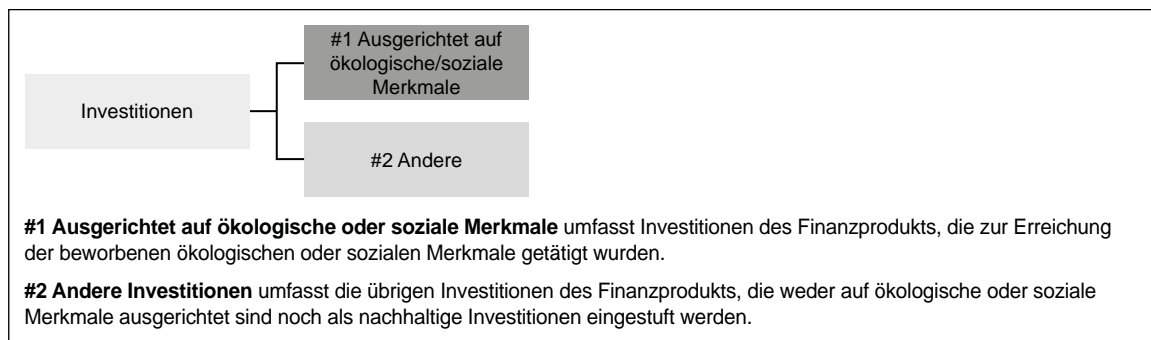 #1 Ausgerichtet auf
ökologische/soziale
Merkmale
Investitionen
#2 Andere
#1 Ausgerichtet auf ökologische oder soziale Merkmale umfasst Investitionen des Finanzprodukts, die zur Erreichung
der beworbenen ökologischen oder sozialen Merkmale getätigt wurden.
#2 Andere Investitionen umfasst die übrigen Investitionen des Finanzprodukts, die weder auf ökologische oder soziale
Merkmale ausgerichtet sind noch als nachhaltige Investitionen eingestuft werden.